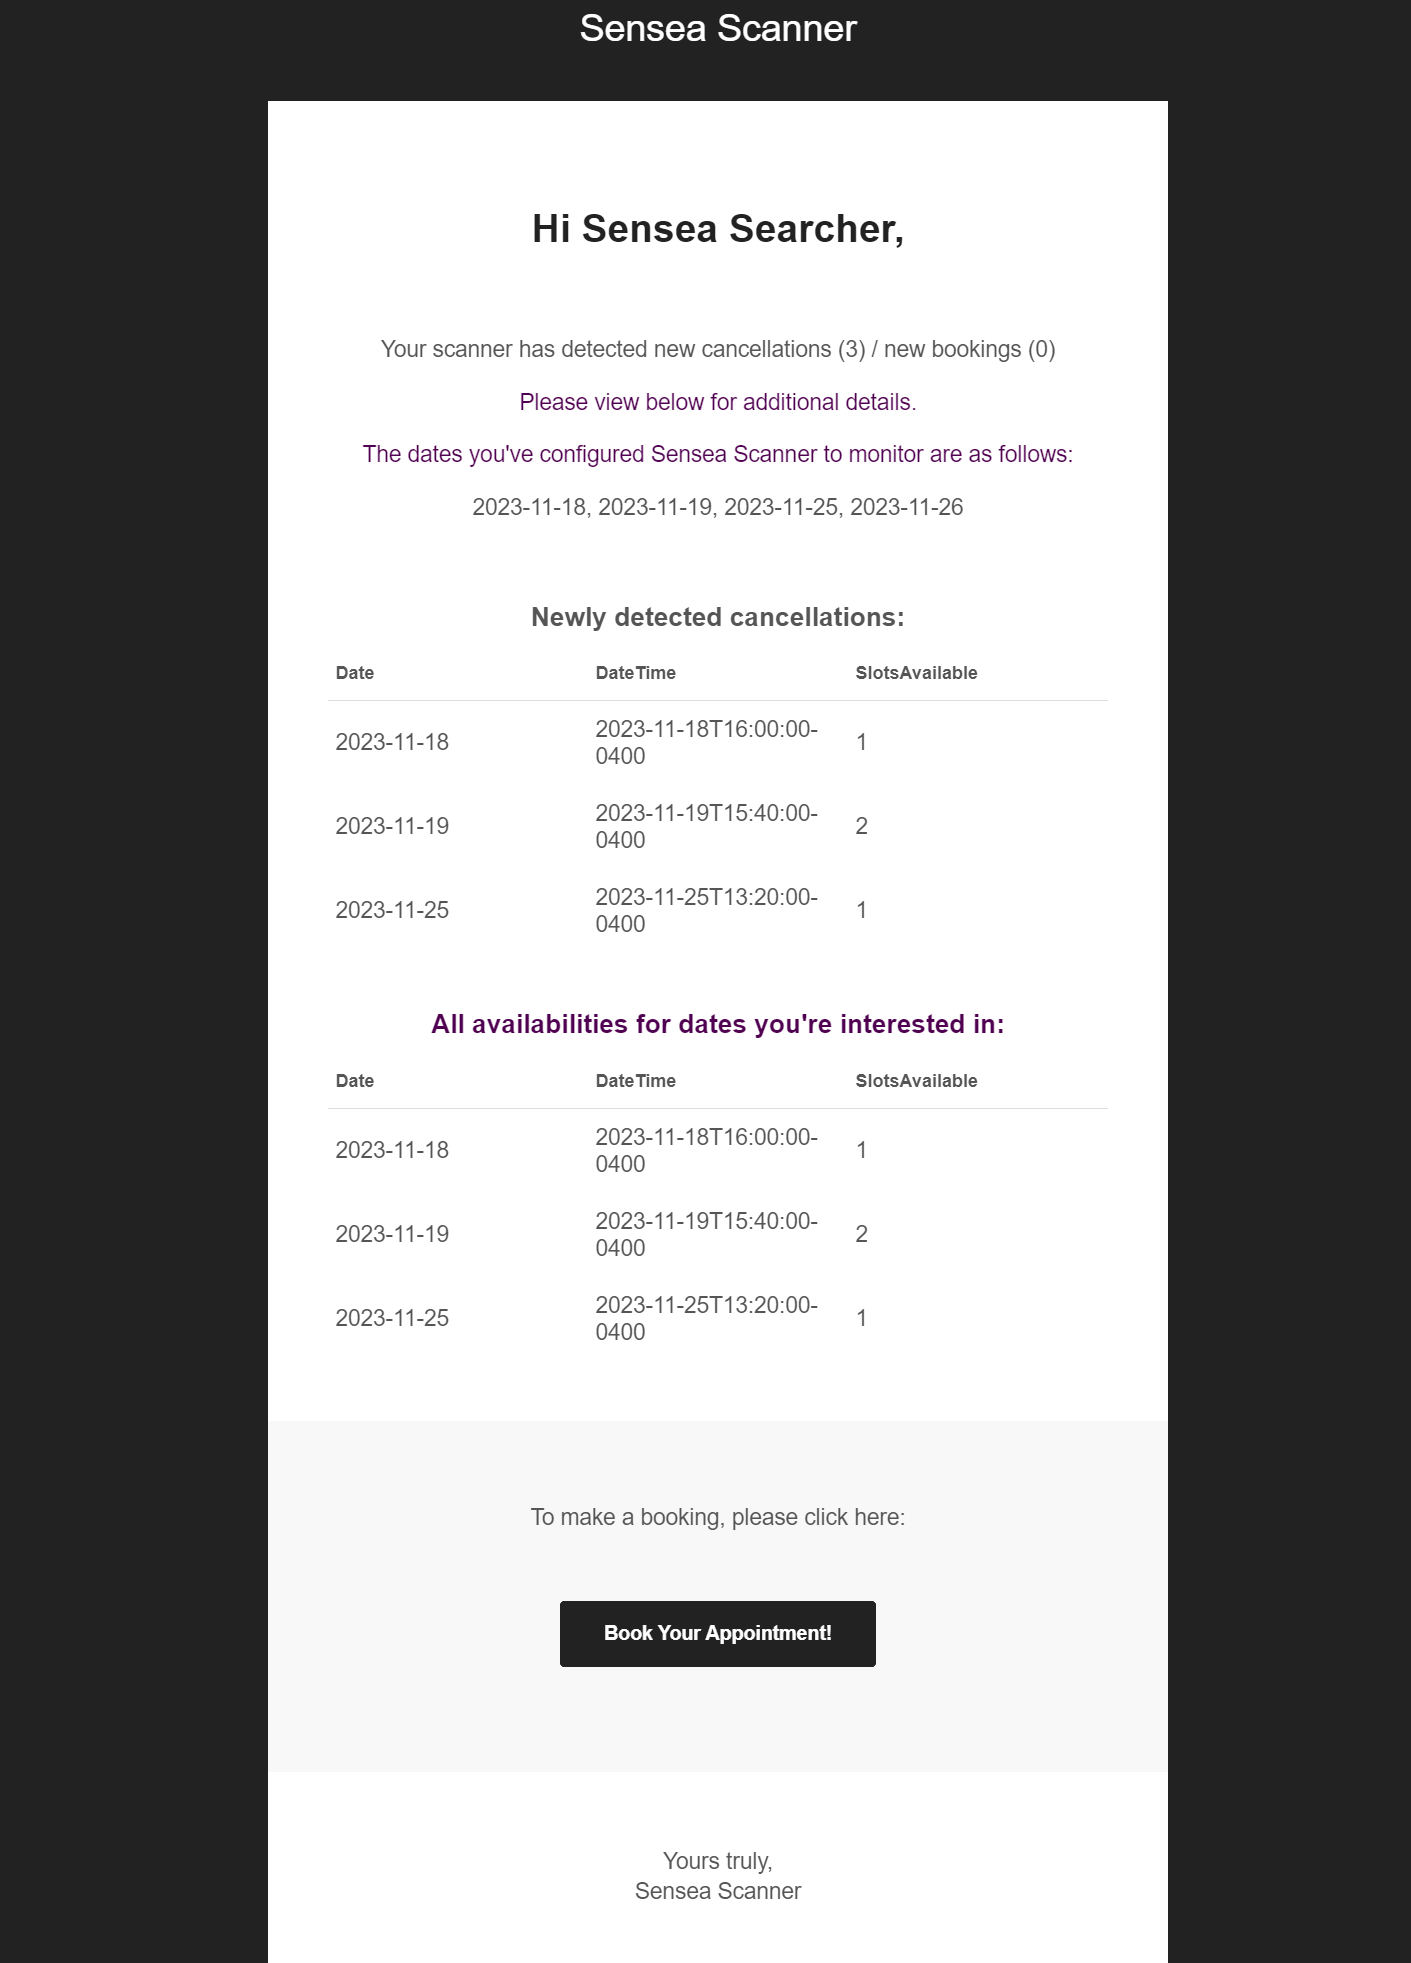 Sensea Scanner
Hi Sensea Searcher,
Your scanner has detected new cancellations (3) / new bookings (0)
Please view below for additional details.
The dates you've configured Sensea Scanner to monitor are as follows:
2023-11-18, 2023-11-19, 2023-11-25, 2023-11-26
Newly detected cancellations:
Date DateTime SlotsAvailable
2023-11-18 2023-11-18T16:00:00- 1
0400
2023-11-19 2023-11-19T15:40:00- 2
0400
2023-11-25 2023-11-25T13:20:00- 1
0400
All availabilities for dates you're interested in:
Date DateTime SlotsAvailable
2023-11-18 2023-11-18T16:00:00- 1
0400
2023-11-19 2023-11-19T15:40:00- 2
0400
2023-11-25 2023-11-25T13:20:00- 1
0400
To make a booking, please click here:
Book Your Appointment!
Yours truly,
Sensea Scanner